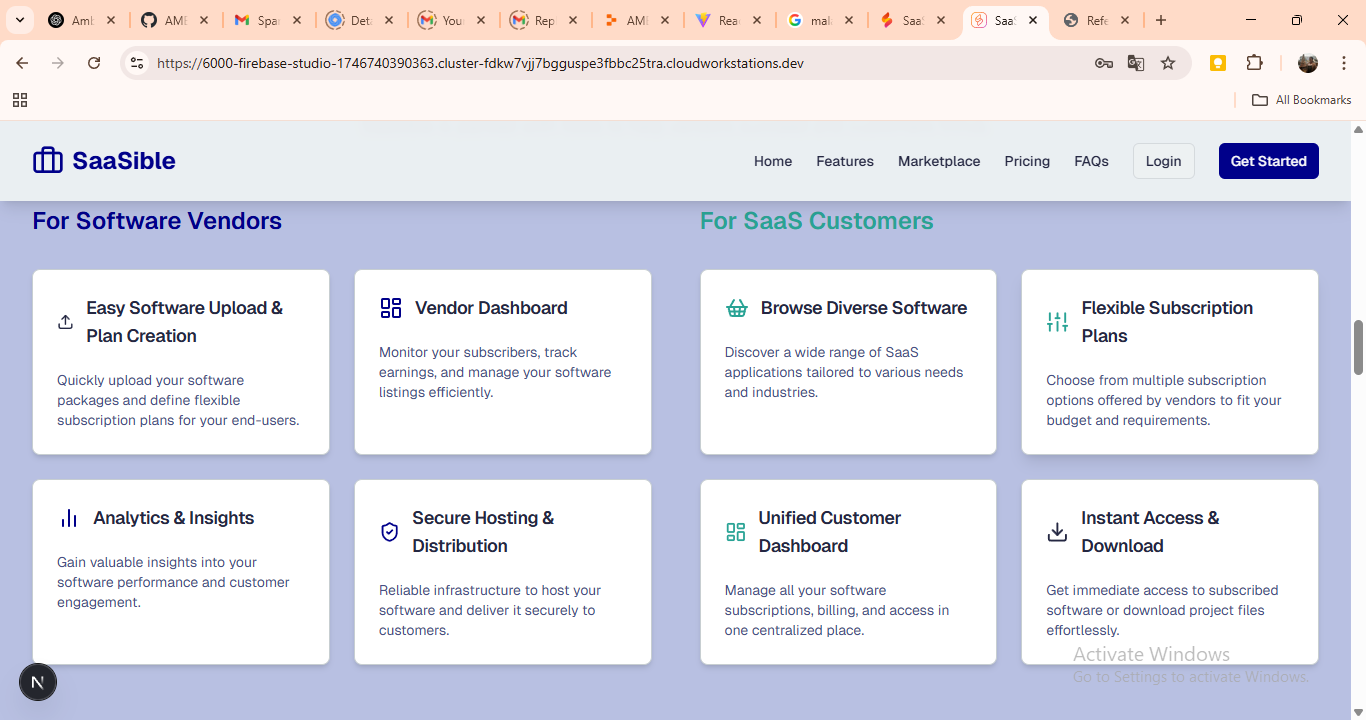 Amb
AME
Spa
Deta
You
Rep
AME
Rea
mal
SaaS
SaaS
Refe
https://6000-firebase-studio-1746740390363.cluster-fdkw7vjj7bgguspe3fbbc25tra.cloudworkstations.dev
All Bookmarks
SaaSible
Home Features Marketplace Pricing FAQs Login Get Started
For Software Vendors
Easy Software Upload &
Plan Creation
Quickly upload your software
packages and define flexible
subscription plans for your end-users.
Vendor Dashboard
Monitor your subscribers, track
earnings, and manage your software
listings efficiently.
Analytics & Insights
Gain valuable insights into your
software performance and customer
engagement.
Secure Hosting &
Distribution
Reliable infrastructure to host your
software and deliver it securely to
customers.
For SaaS Customers
Browse Diverse Software
Discover a wide range of SaaS
applications tailored to various needs
and industries.
Flexible Subscription
Plans
Choose from multiple subscription
options offered by vendors to fit your
budget and requirements.
Unified Customer
Dashboard
Manage all your software
subscriptions, billing, and access in
one centralized place.
Instant Access &
Download
Get immediate access to subscribed
software or download project files
effortlessly.
N
Activate Windows
Go to Settings to activate Windows.